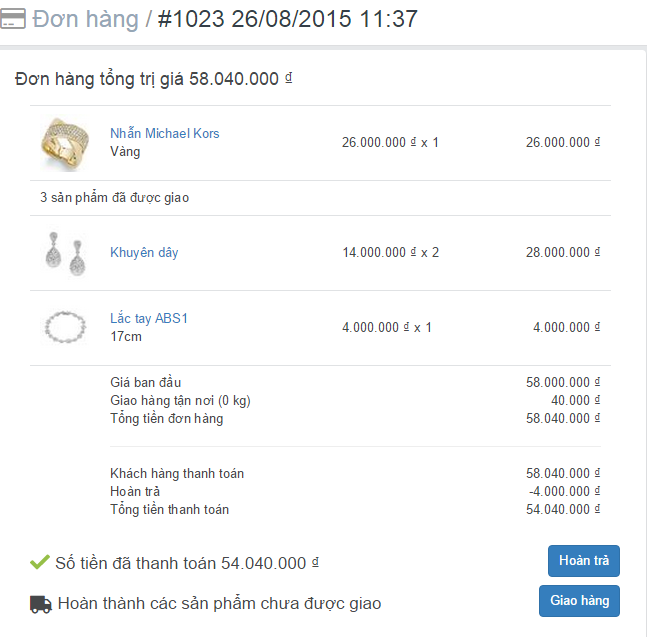 Đơn hàng / #1023 26/08/2015 11:37
Đơn hàng tổng trị giá 58.040.000 ₫
Nhẫn Michael Kors
Vàng
26.000.000 ₫ x 1
26.000.000 ₫
3 sản phẩm đã được giao
Khuyên dây
14.000.000 ₫ x 2
28.000.000 ₫
Lắc tay ABS1
17cm
4.000.000 ₫ x 1
4.000.000 ₫
Giá ban đầu 58.000.000 ₫
Giao hàng tận nơi (0 kg) 40.000 ₫
Tổng tiền đơn hàng 58.040.000 ₫
Khách hàng thanh toán 58.040.000 ₫
Hoàn trả -4.000.000 ₫
Tổng tiền thanh toán 54.040.000 ₫
Số tiền đã thanh toán 54.040.000 ₫
Hoàn trả
Hoàn thành các sản phẩm chưa được giao
Giao hàng